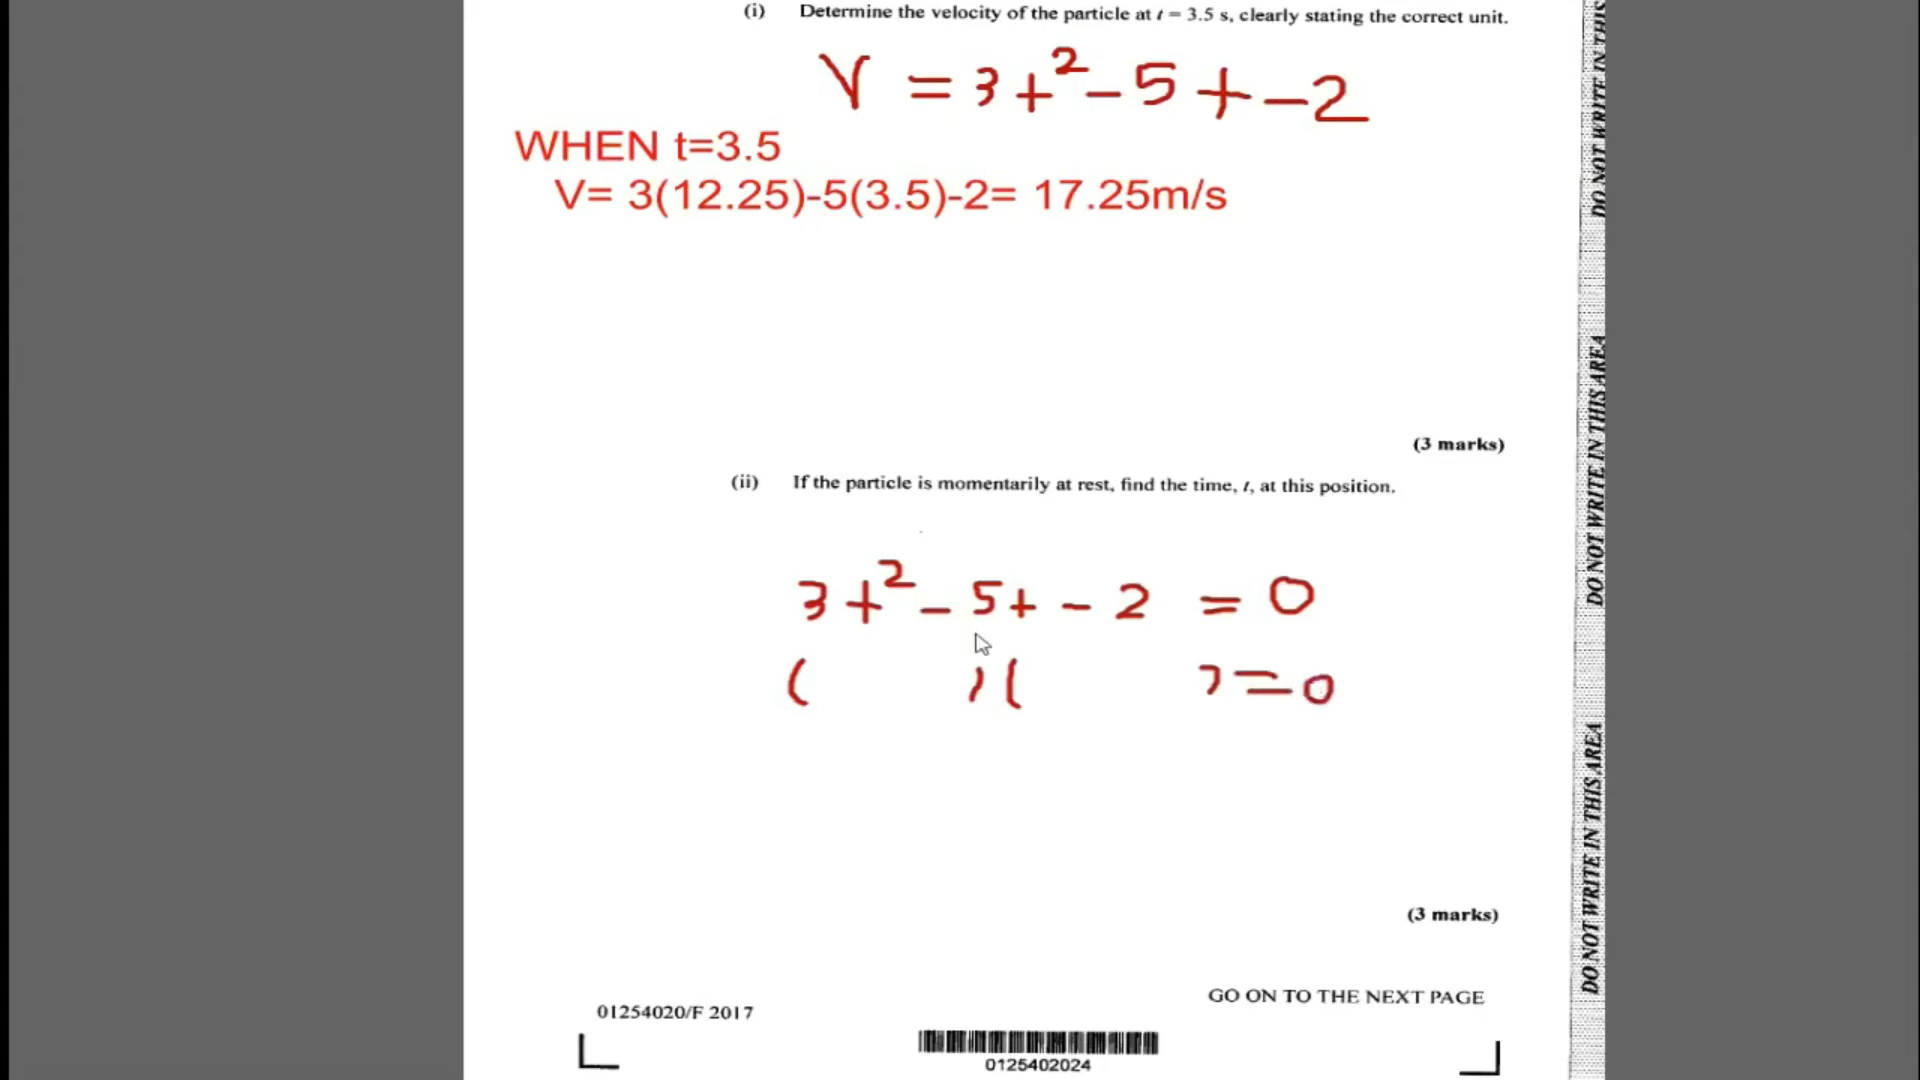 (i) Determine the velocity of the particle at t = 3.5 s, clearly stating the correct unit.
V = 3t² - 5t - 2
WHEN t=3.5
V= 3(12.25)-5(3.5)-2= 17.25m/s
(3 marks)
(ii) If the particle is momentarily at rest, find the time, t, at this position.
3t² - 5t - 2 = 0
( )( )=0
(3 marks)
GO ON TO THE NEXT PAGE
01254020/F 2017
0125402024
DO NOT WRITE IN THIS
DO NOT WRITE IN THIS AREA
DO NOT WRITE IN THIS AREA